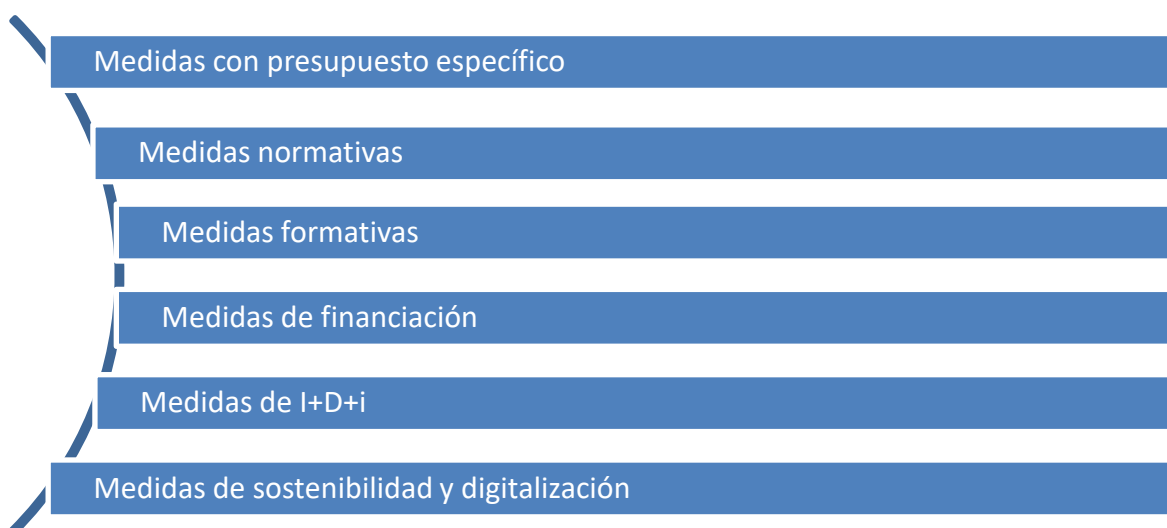 Medidas con presupuesto específico
Medidas normativas
Medidas formativas
Medidas de financiación
Medidas de I+D+i
Medidas de sostenibilidad y digitalización